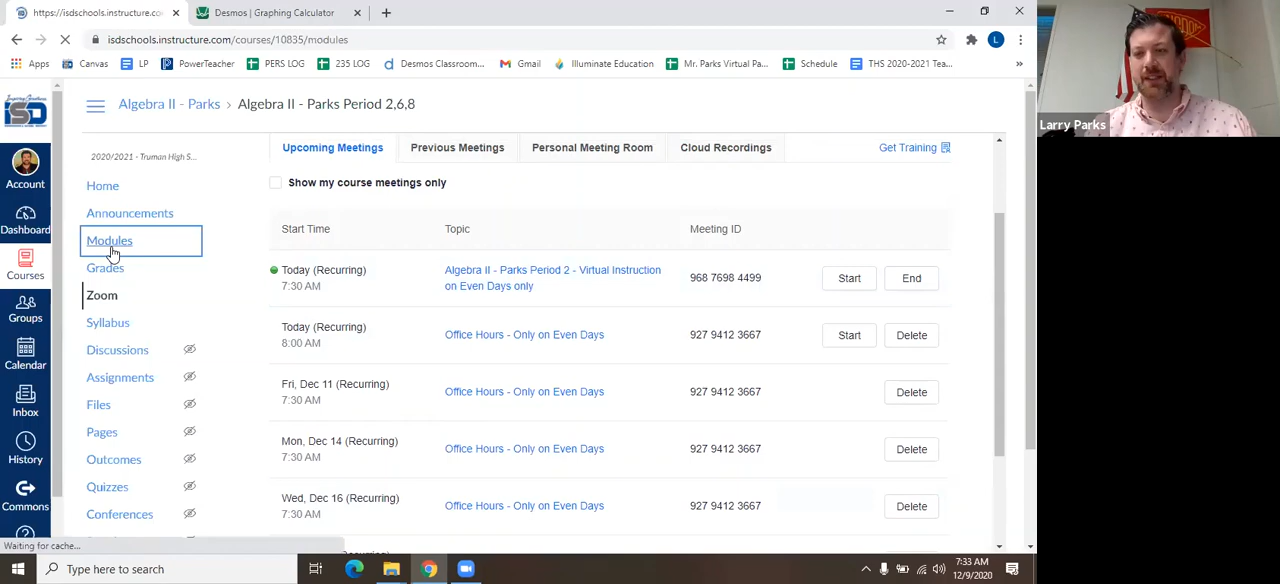 https://isdschools.instructure.co
Desmos | Graphing Calculator
isdschools.instructure.com/courses/10835/modules
L
Apps
Canvas
LP
PowerTeacher
PERS LOG
235 LOG
Desmos Classroom...
Gmail
Illuminate Education
Mr. Parks Virtual Pa...
Schedule
THS 2020-2021 Tea...
»
ISD
Algebra II - Parks › Algebra II - Parks Period 2,6,8
Larry Parks
2020/2021 - Truman High S...
Upcoming Meetings
Previous Meetings
Personal Meeting Room
Cloud Recordings
Get Training
Account
Dashboard
Courses
Groups
Calendar
Inbox
History
Commons
Home
Announcements
Modules
Grades
Zoom
Syllabus
Discussions
Assignments
Files
Pages
Outcomes
Quizzes
Conferences
Show my course meetings only
Start Time Topic Meeting ID
Today (Recurring)
7:30 AM
Algebra II - Parks Period 2 - Virtual Instruction
on Even Days only
968 7698 4499
Start End
Today (Recurring)
8:00 AM
Office Hours - Only on Even Days
927 9412 3667
Start Delete
Fri, Dec 11 (Recurring)
7:30 AM
Office Hours - Only on Even Days
927 9412 3667
Delete
Mon, Dec 14 (Recurring)
7:30 AM
Office Hours - Only on Even Days
927 9412 3667
Delete
Wed, Dec 16 (Recurring)
7:30 AM
Office Hours - Only on Even Days
927 9412 3667
Delete
Waiting for cache...
Type here to search
7:33 AM
12/9/2020